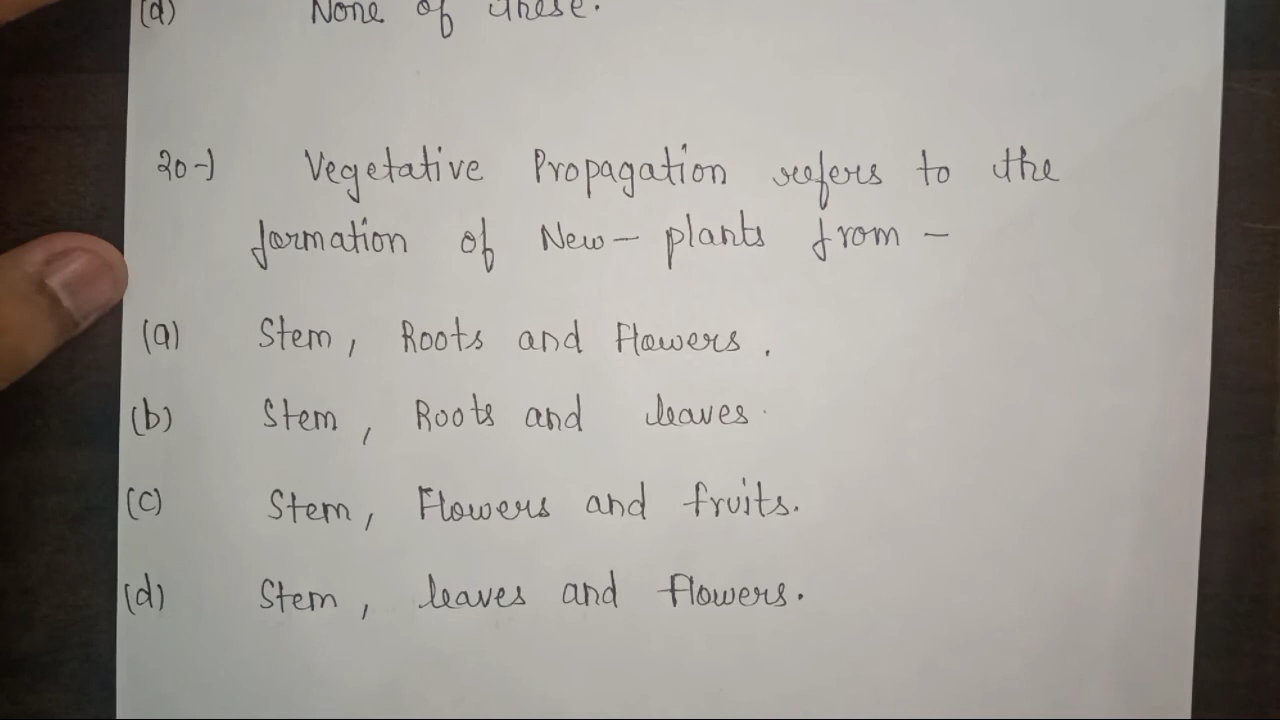 (d) None of these.
20-) Vegetative Propagation refers to the
formation of New- plants from -
(a) Stem, Roots and Flowers.
(b) Stem, Roots and leaves.
(c) Stem, Flowers and fruits.
(d) Stem, leaves and flowers.